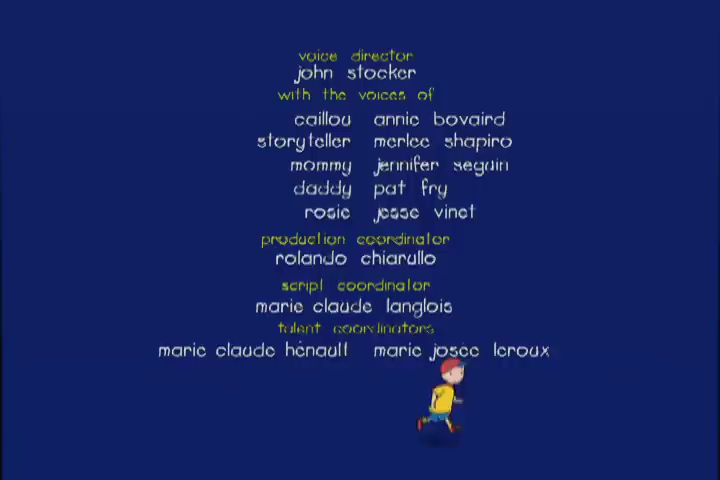 voice director
john stocker
with the voices of
caillou annie bovaird
storyteller merlee shapiro
mommy jennifer seguin
daddy pat fry
rosie jesse vinet
production coordinator
rolando chiarullo
script coordinator
marie claude langlois
talent coordinators
marie claude hénault marie josée leroux